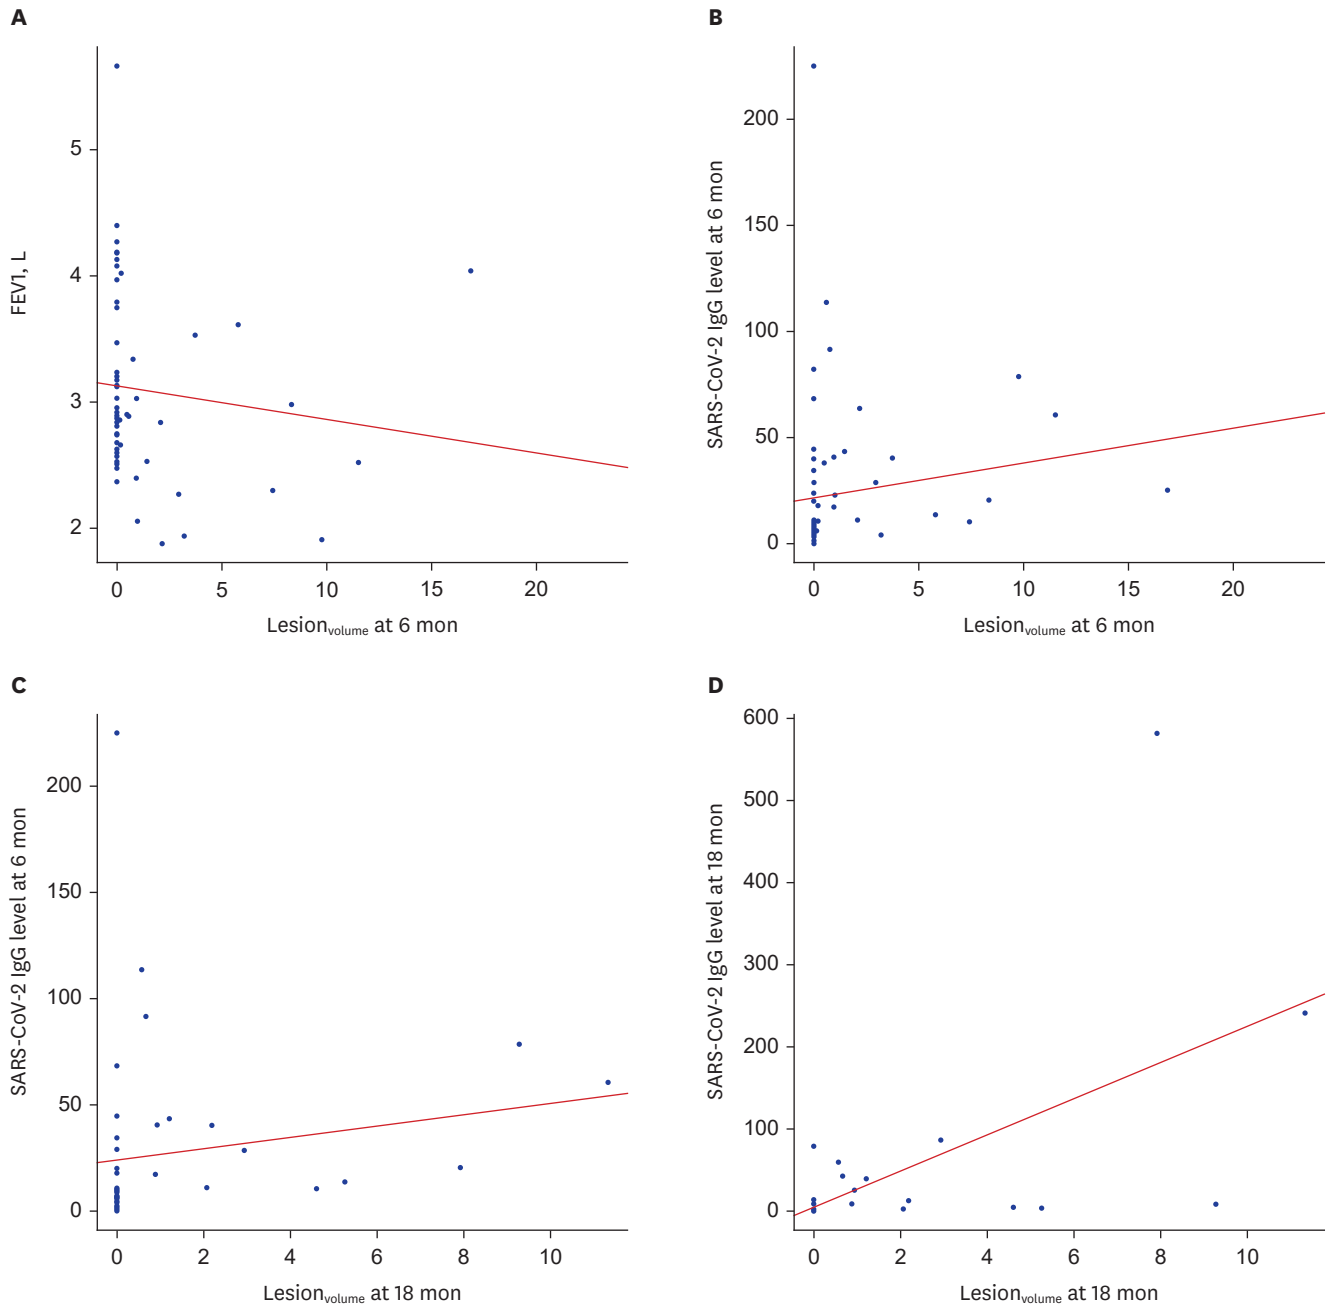 A
FEV1, L
5
4
3
2
0 5 10 15 20
Lesionvolume at 6 mon
B
SARS-CoV-2 IgG level at 6 mon
200
150
100
50
0
0 5 10 15 20
Lesionvolume at 6 mon
C
SARS-CoV-2 IgG level at 6 mon
200
150
100
50
0
0 2 4 6 8 10
Lesionvolume at 18 mon
D
SARS-CoV-2 IgG level at 18 mon
600
500
400
300
200
100
0
0 2 4 6 8 10
Lesionvolume at 18 mon